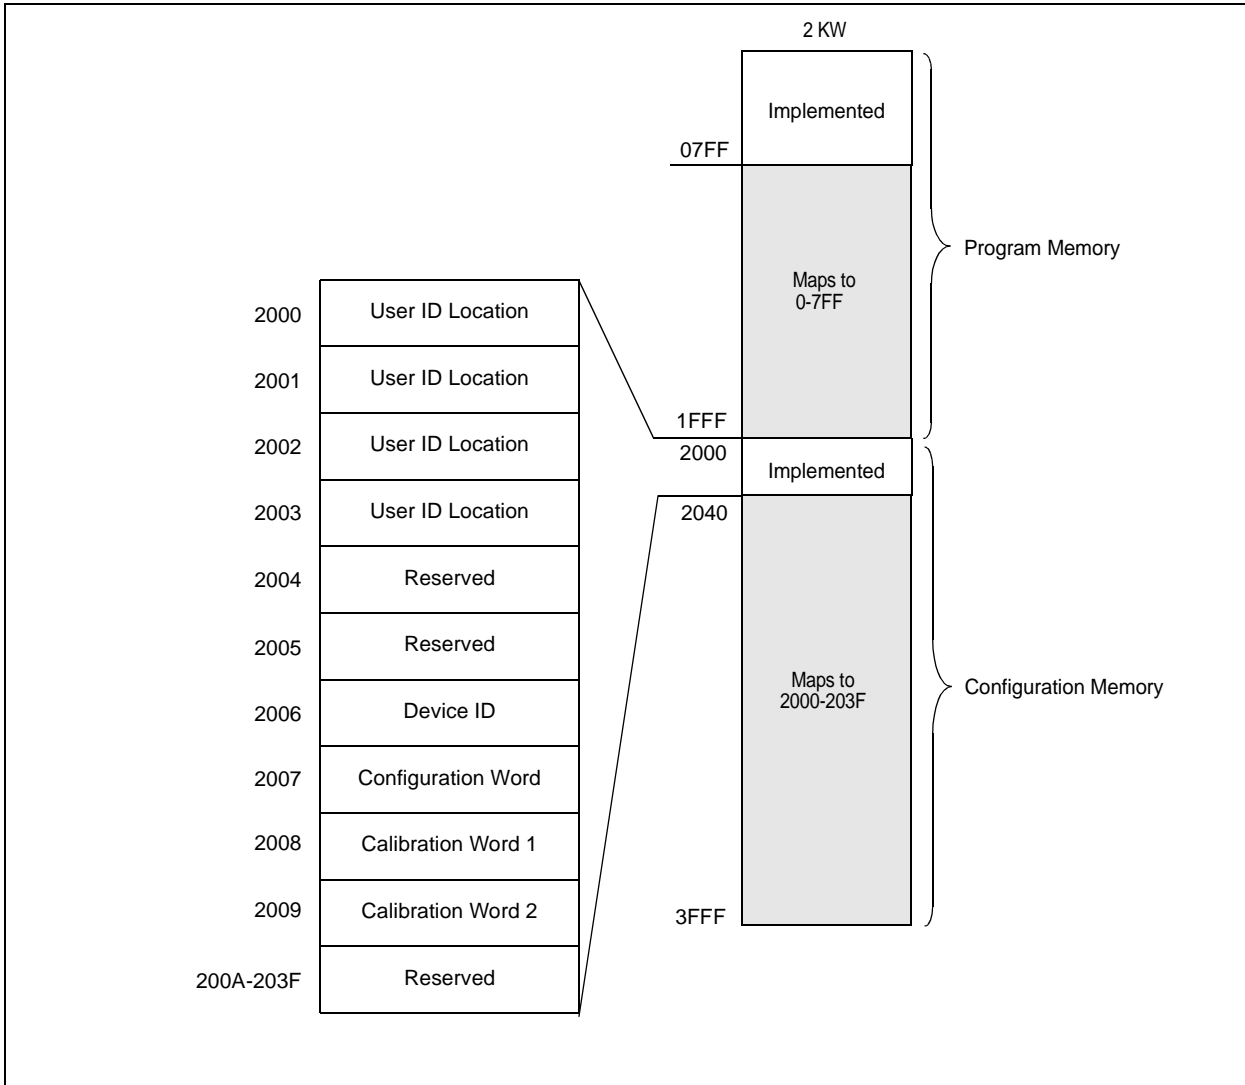 2 KW
Implemented
07FF
Program Memory
Maps to
0-7FF
2000
User ID Location
2001
User ID Location
1FFF
2002
User ID Location
2000
Implemented
2003
User ID Location
2040
2004
Reserved
2005
Reserved
Maps to
2000-203F
Configuration Memory
2006
Device ID
2007
Configuration Word
2008
Calibration Word 1
2009
Calibration Word 2
3FFF
200A-203F
Reserved